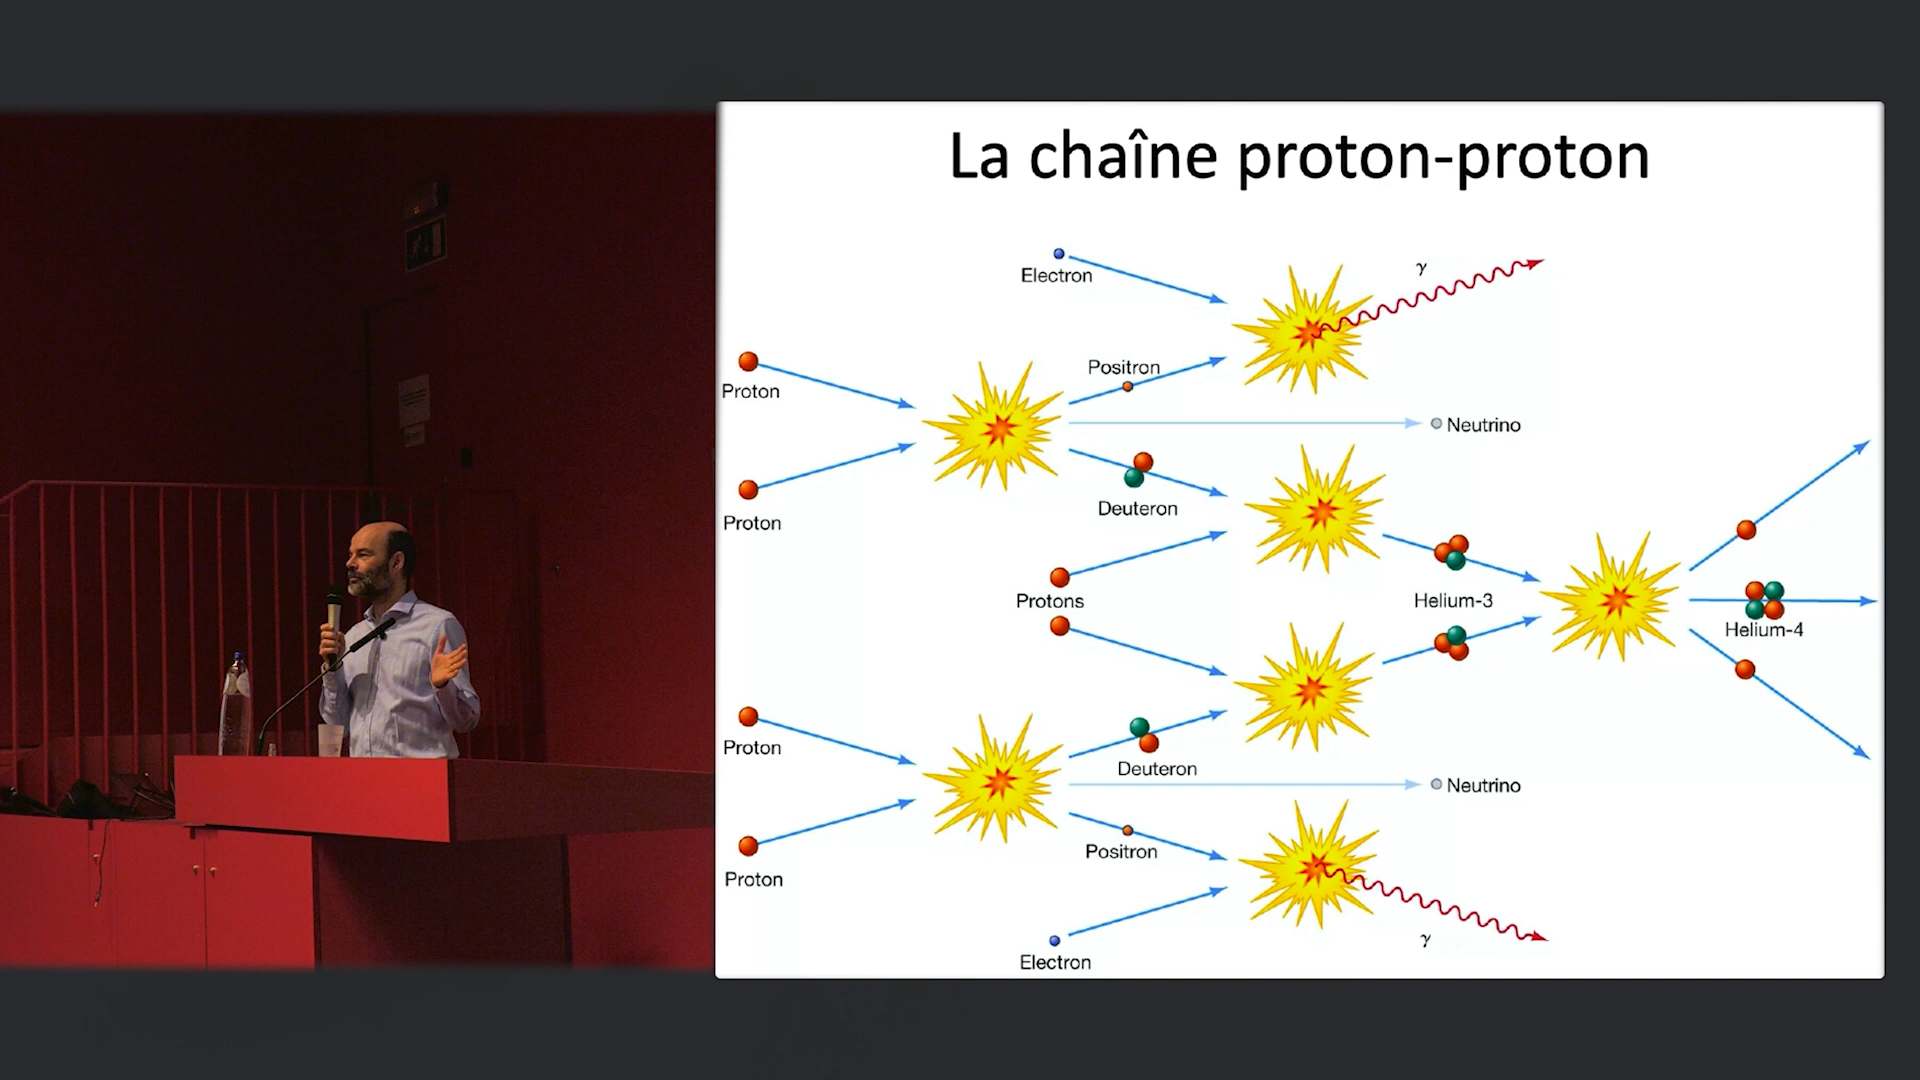 La chaîne proton-proton
Electron
γ
Positron
Proton
Neutrino
Proton
Deuteron
Protons
Helium-3
Helium-4
Proton
Deuteron
Neutrino
Positron
Proton
γ
Electron